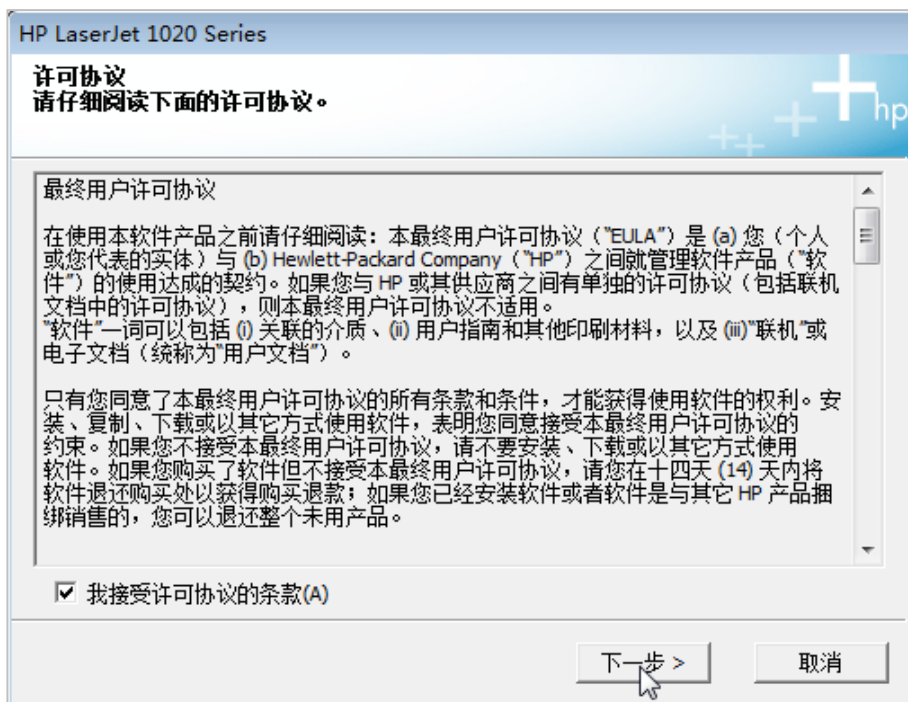 HP LaserJet 1020 Series
许可协议
请仔细阅读下面的许可协议。
hp
最终用户许可协议
在使用本软件产品之前请仔细阅读：本最终用户许可协议（“EULA”）是 (a) 您（个人
或您代表的实体）与 (b) Hewlett-Packard Company（“HP”）之间就管理软件产品（“软
件”）的使用达成的契约。如果您与 HP 或其供应商之间有单独的许可协议（包括联机
文档中的许可协议），则本最终用户许可协议不适用。
“软件”一词可以包括 (i) 关联的介质、(ii) 用户指南和其他印刷材料，以及 (iii)“联机”或
电子文档（统称为“用户文档”）。
只有您同意了本最终用户许可协议的所有条款和条件，才能获得使用软件的权利。安
装、复制、下载或以其它方式使用软件，表明您同意接受本最终用户许可协议的
约束。如果您不接受本最终用户许可协议，请不要安装、下载或以其它方式使用
软件。如果您购买了软件但不接受本最终用户许可协议，请您在十四天 (14) 天内将
软件退还购买处以获得购买退款；如果您已经安装软件或者软件是与其它 HP 产品捆
绑销售的，您可以退还整个未用产品。
我接受许可协议的条款(A)
下一步 >
取消